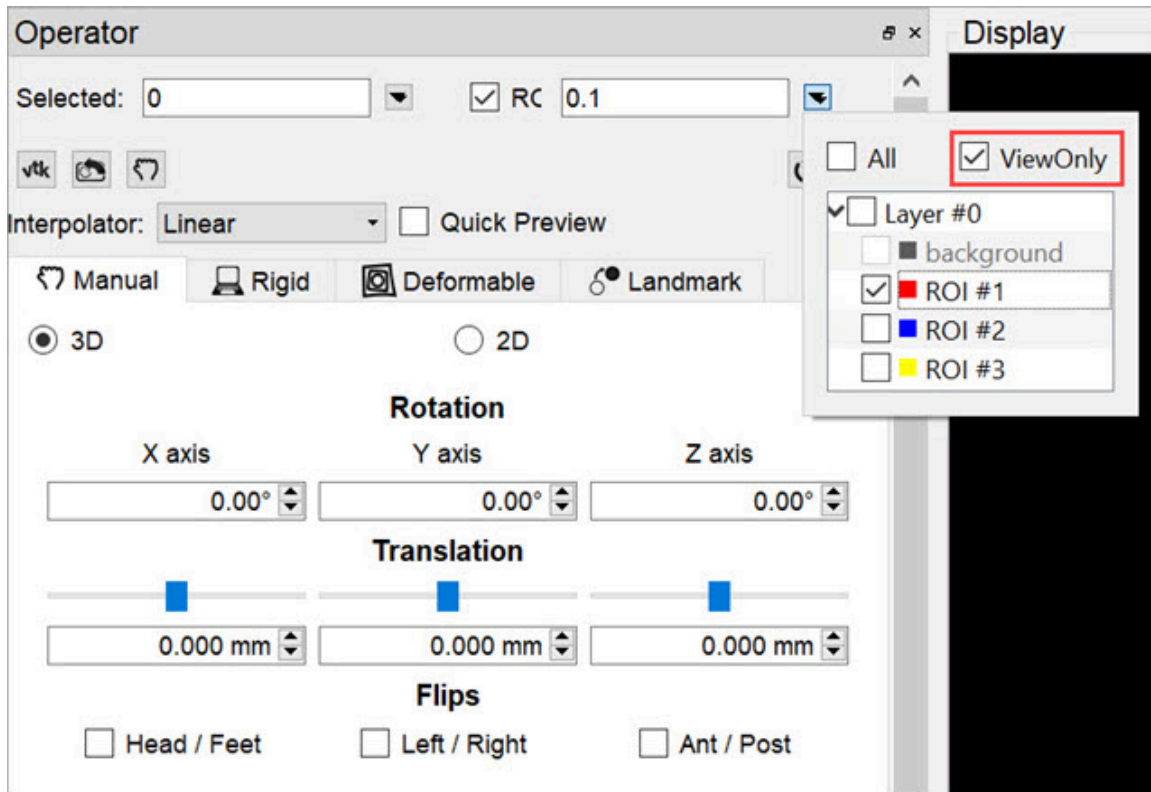 Operator
Display
Selected: 0 RC 0.1
All ViewOnly
vtk
Layer #0
Interpolator: Linear Quick Preview
background
Manual Rigid Deformable Landmark
ROI #1
3D 2D
ROI #2
ROI #3
Rotation
X axis Y axis Z axis
0.00° 0.00° 0.00°
Translation
0.000 mm 0.000 mm 0.000 mm
Flips
Head / Feet Left / Right Ant / Post